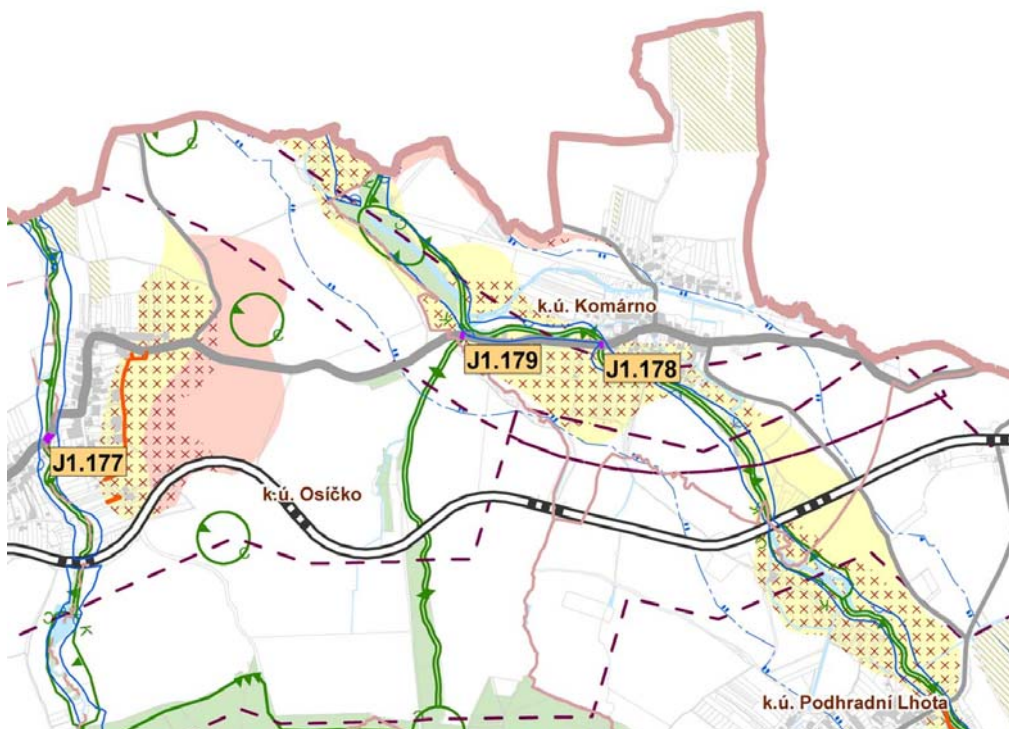 k.ú. Komárno
J1.179
J1.178
J1.177
k.ú. Osíčko
k.ú. Podhradní Lhota